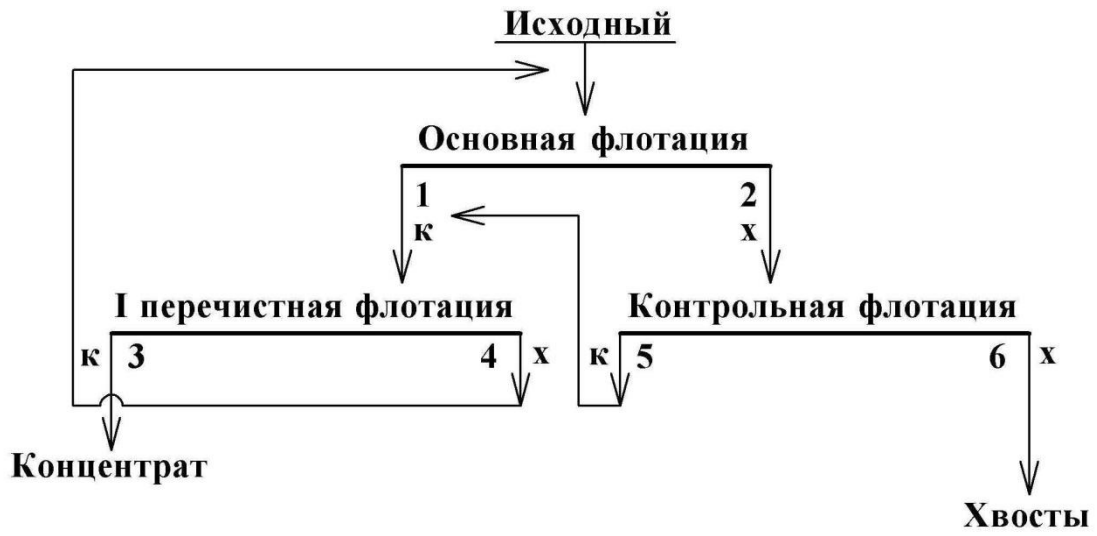 Исходный
Основная флотация
1 2
к х
I перечистная флотация Контрольная флотация
к 3 4 х к 5 6 х
Концентрат
Хвосты